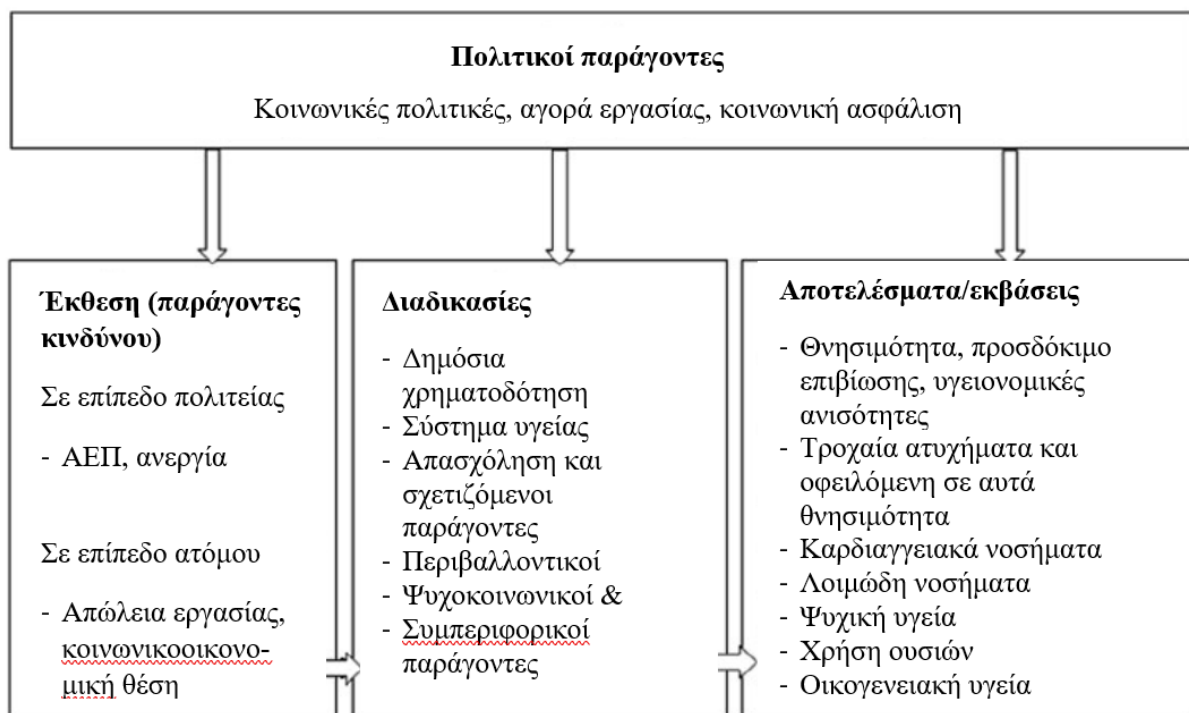 Πολιτικοί παράγοντες
Κοινωνικές πολιτικές, αγορά εργασίας, κοινωνική ασφάλιση
Έκθεση (παράγοντες
κινδύνου)
Σε επίπεδο πολιτείας
- ΑΕΠ, ανεργία
Σε επίπεδο ατόμου
- Απώλεια εργασίας,
κοινωνικοοικονο-
μική θέση
Διαδικασίες
- Δημόσια
χρηματοδότηση
- Σύστημα υγείας
- Απασχόληση και
σχετιζόμενοι
παράγοντες
- Περιβαλλοντικοί
- Ψυχοκοινωνικοί &
- Συμπεριφορικοί
παράγοντες
Αποτελέσματα/εκβάσεις
- Θνησιμότητα, προσδόκιμο
επιβίωσης, υγειονομικές
ανισότητες
- Τροχαία ατυχήματα και
οφειλόμενη σε αυτά
θνησιμότητα
- Καρδιαγγειακά νοσήματα
- Λοιμώδη νοσήματα
- Ψυχική υγεία
- Χρήση ουσιών
- Οικογενειακή υγεία